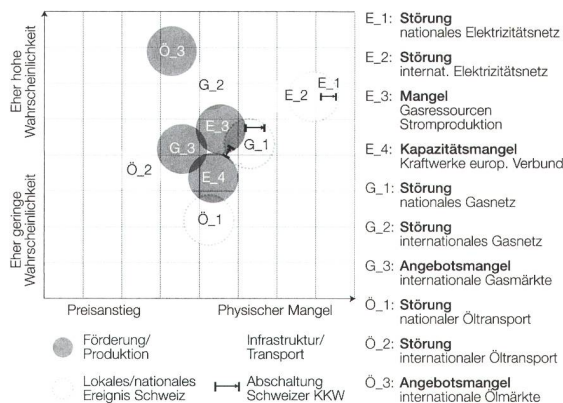 Eher hohe
Wahrscheinlichkeit
Eher geringe
Wahrscheinlichkeit
Ö_3
G_2
E_2
E_1
E_3
G_1
G_3
Ö_2
E_4
Ö_1
Preisanstieg
Physischer Mangel
Förderung/
Produktion
Infrastruktur/
Transport
Lokales/nationales
Ereignis Schweiz
Abschaltung
Schweizer KKW
E_1: Störung
nationales Elektrizitätsnetz
E_2: Störung
internat. Elektrizitätsnetz
E_3: Mangel
Gasressourcen
Stromproduktion
E_4: Kapazitätsmangel
Kraftwerke europ. Verbund
G_1: Störung
nationales Gasnetz
G_2: Störung
internationales Gasnetz
G_3: Angebotsmangel
internationale Gasmärkte
Ö_1: Störung
nationaler Öltransport
Ö_2: Störung
internationaler Öltransport
Ö_3: Angebotsmangel
internationale Ölmärkte